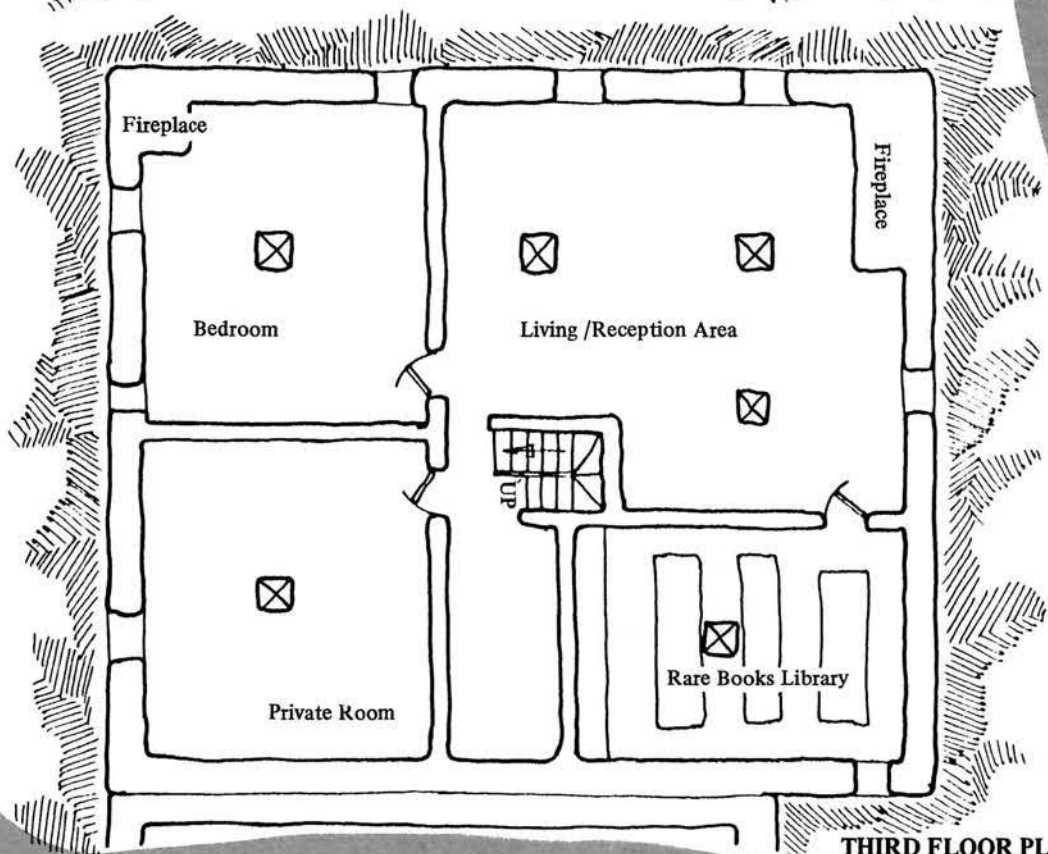 Fireplace
Fireplace
Bedroom
Living /Reception Area
UP
Rare Books Library
Private Room
THIRD FLOOR PL